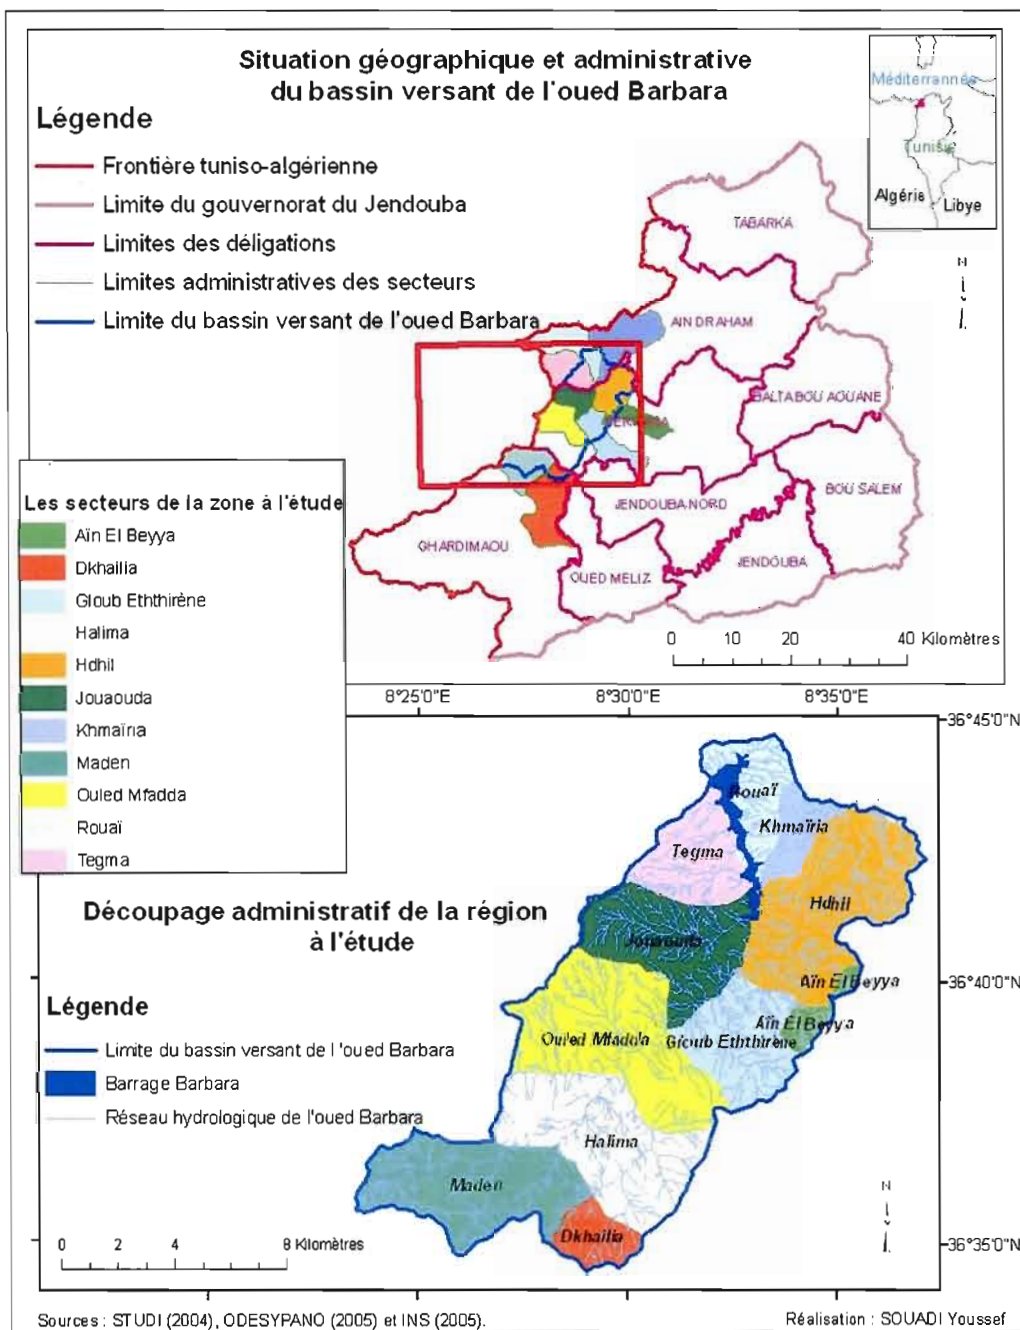 Situation géographique et administrative
du bassin versant de l'oued Barbara
Légende
Frontière tuniso-algérienne
Limite du gouvernorat du Jendouba
Limites des déligations
Limites administratives des secteurs
Limite du bassin versant de l'oued Barbara
Méditerrannée
Tunisie
Algérie
Libye
N
TABARKA
AIN DRAHAM
BALTA BOU AOUANE
BOU SALEM
JENDOUBA NORD
GHARDIMAOU
OUED MELIZ
JENDOUBA
0 10 20 40 Kilomètres
Les secteurs de la zone à l'étude
Aïn El Beyya
Dkhailia
Gloub Eththirène
Halima
Hdhil
Jouaouda
Khmaïria
Maden
Ouled Mfadda
Rouaï
Tegma
8°25'0"E 8°30'0"E 8°35'0"E
36°45'0"N
36°40'0"N
36°35'0"N
Rouaï
Khmaïria
Tegma
Hdhil
Jouaouda
Aïn El Beyya
Aïn El Beyya
Ouled Mfadda
Gloub Eththirène
Halima
Maden
Dkhailia
Découpage administratif de la région
à l'étude
Légende
Limite du bassin versant de l'oued Barbara
Barrage Barbara
Réseau hydrologique de l'oued Barbara
0 2 4 8 Kilomètres
N
Sources : STUDI (2004), ODESYPANO (2005) et INS (2005).
Réalisation : SOUADI Youssef